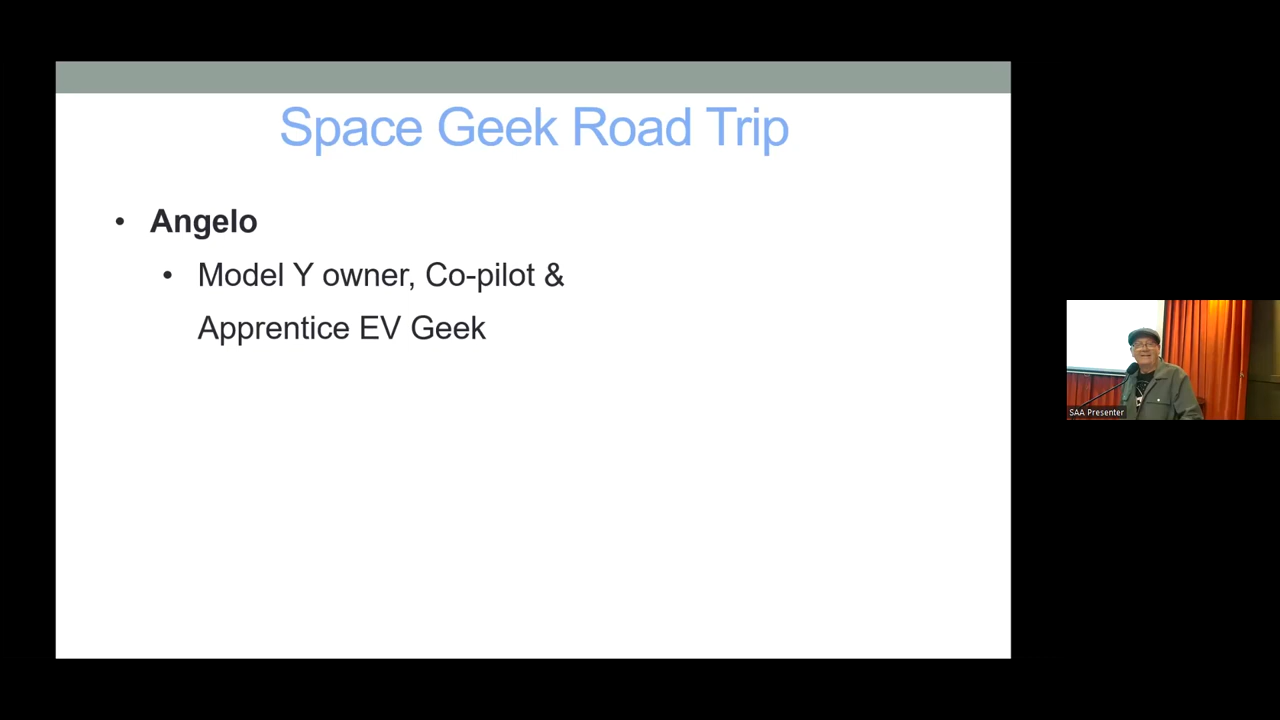 Space Geek Road Trip
• Angelo
• Model Y owner, Co-pilot &
Apprentice EV Geek
SAA Presenter